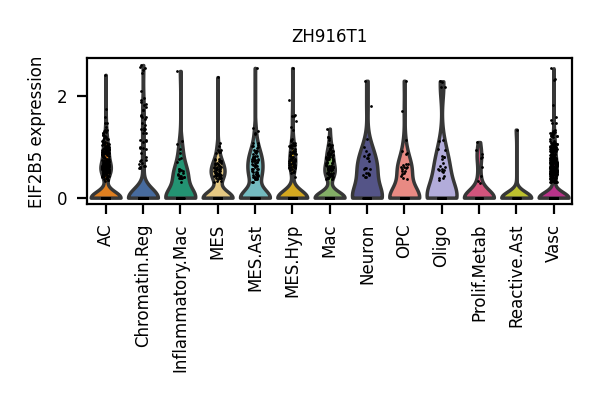 ZH916T1
EIF2B5 expression
2
0
AC
Chromatin.Reg
Inflammatory.Mac
MES
MES.Ast
MES.Hyp
Mac
Neuron
OPC
Oligo
Prolif.Metab
Reactive.Ast
Vasc